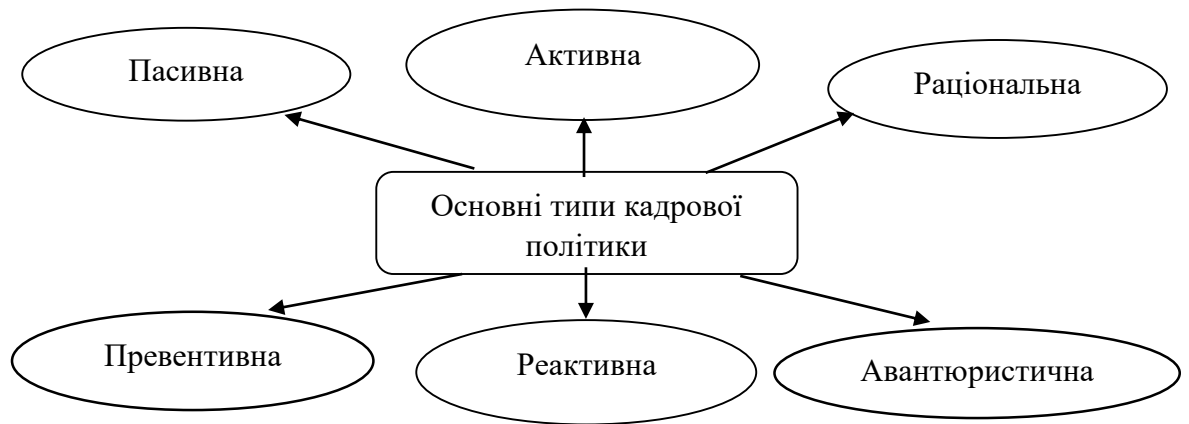 Пасивна
Активна
Раціональна
Основні типи кадрової
політики
Превентивна
Реактивна
Авантюристична